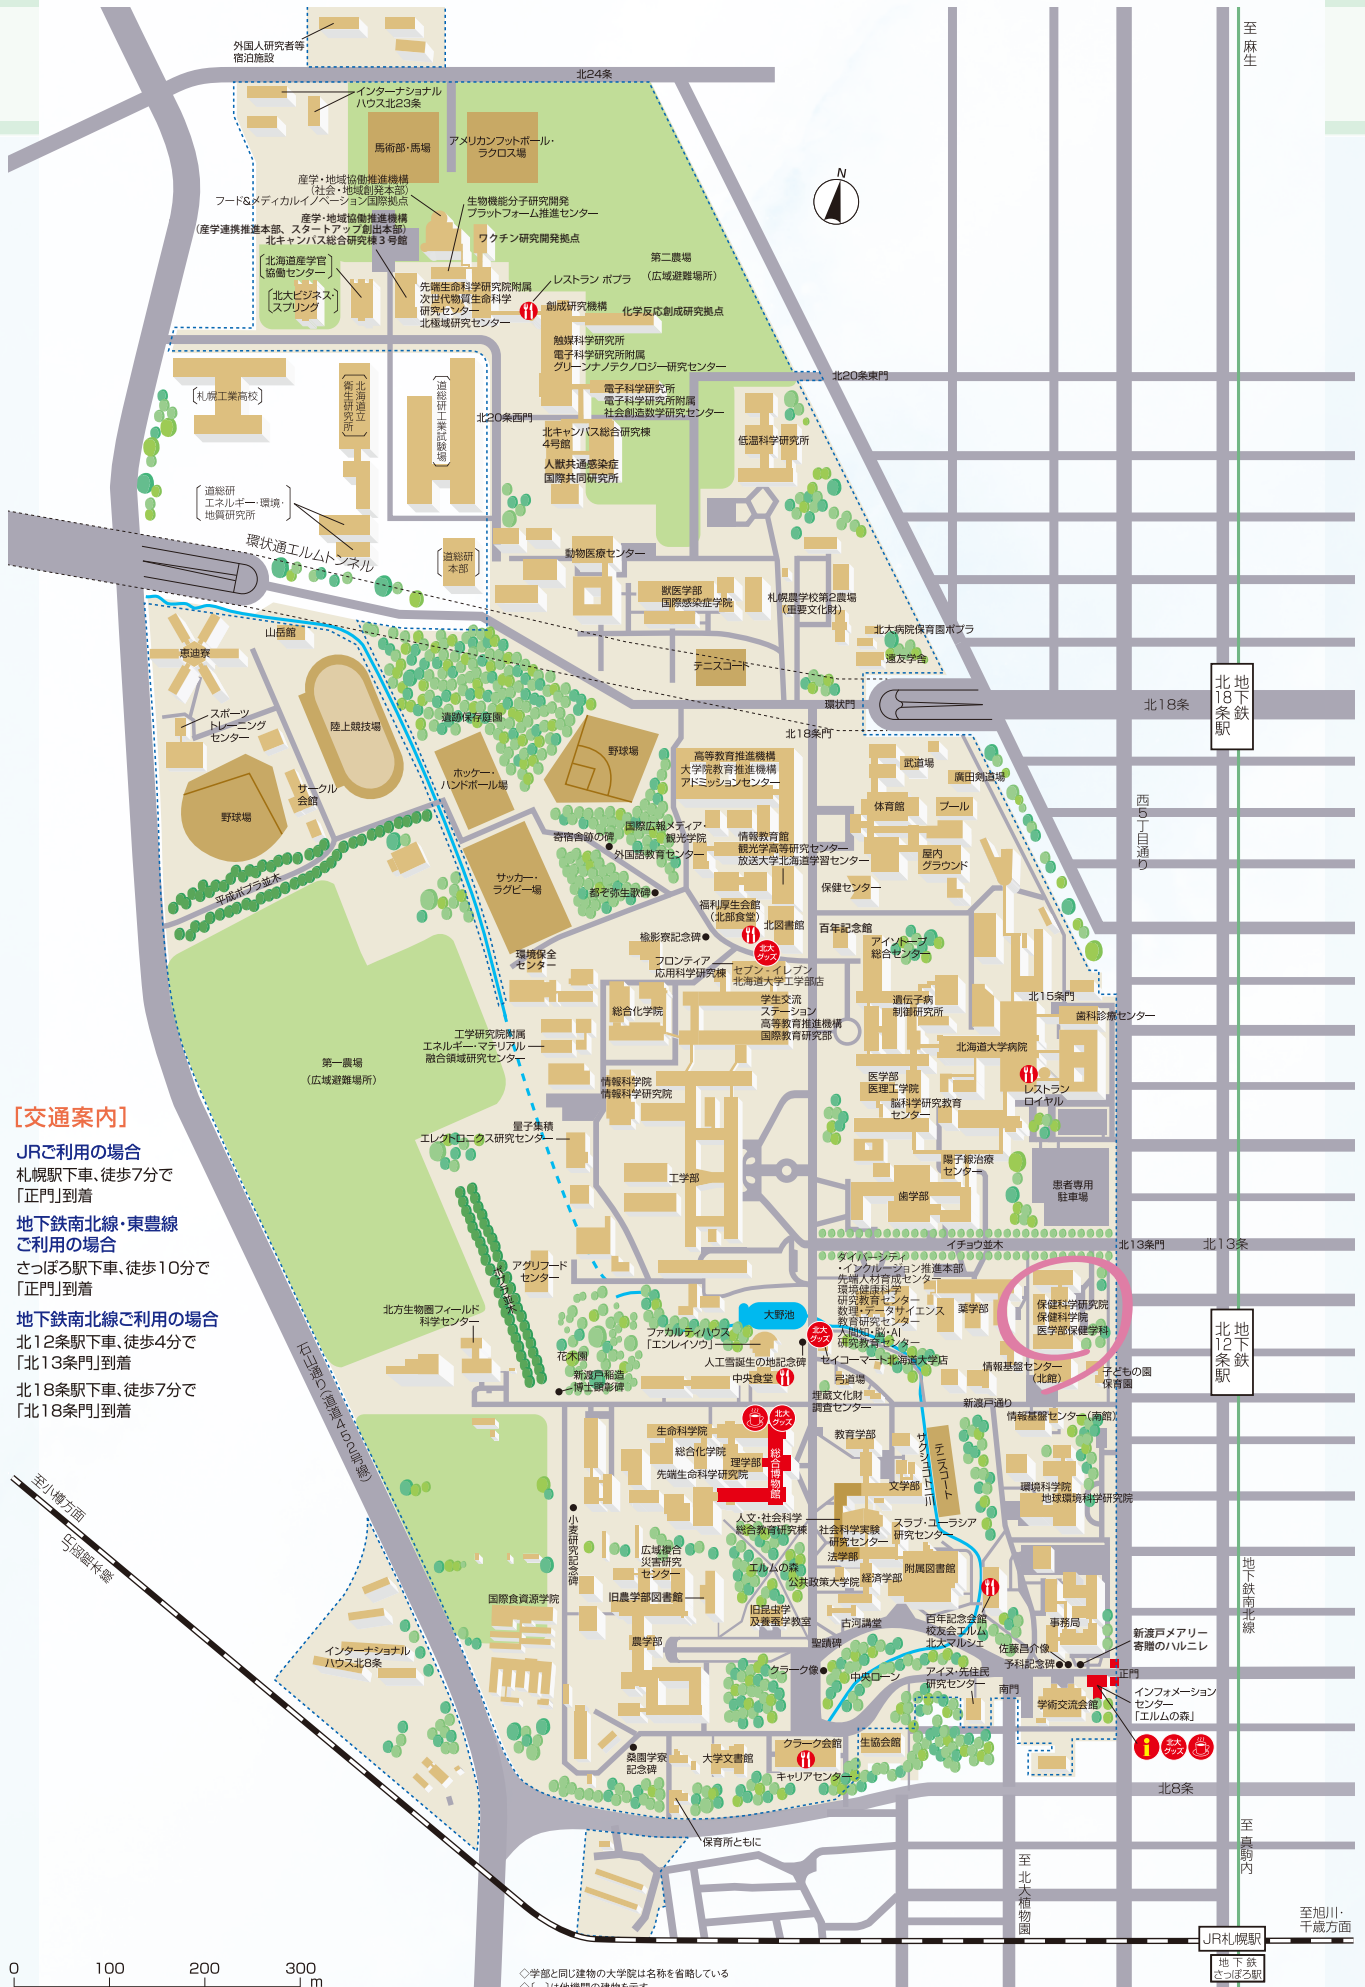 外国人研究者等
宿泊施設
北24条
至 麻生
インターナショナル
ハウス北23条
馬術部・馬場
アメリカンフットボール・
ラクロス場
N
産学・地域協働推進機構
(社会・地域創発本部)
フード&メディカルイノベーション国際拠点
産学・地域協働推進機構
(産学連携推進本部、スタートアップ創出本部)
北キャンパス総合研究棟3号館
生物機能分子研究開発
プラットフォーム推進センター
ワクチン研究開発拠点
第二農場
(広域避難場所)
北海道産学官
協働センター
北大ビジネス・
スプリング
先端生命科学研究院附属
次世代物質生命科学
研究センター
北極域研究センター
レストラン ポプラ
創成研究機構
化学反応創成研究拠点
触媒科学研究所
電子科学研究所附属
グリーンナノテクノロジー研究センター
電子科学研究所
電子科学研究所附属
社会創造数学研究センター
北20条東門
札幌工業高校
北海道立
衛生研究所
道総研工業試験場
北20条西門
北キャンパス総合研究棟
4号館
人獣共通感染症
国際共同研究所
低温科学研究所
道総研
エネルギー・環境・
地質研究所
環状通エルムトンネル
道総研
本部
動物医療センター
獣医学部
国際感染症学院
札幌農学校第2農場
(重要文化財)
北大病院保育園ポプラ
遠友学舎
山岳館
恵迪寮
テニスコート
環状門
北18条
地下鉄
北18条駅
北18条門
スポーツ
トレーニング
センター
陸上競技場
遺跡保存庭園
野球場
ホッケー・
ハンドボール場
高等教育推進機構
大学院教育推進機構
アドミッションセンター
武道場
廣田剣道場
体育館
プール
西5丁目通り
サークル
会館
野球場
寄宿舎跡の碑
国際広報メディア・
観光学院
外国語教育センター
情報教育館
観光学高等研究センター
放送大学北海道学習センター
屋内
グラウンド
保健センター
サッカー・
ラグビー場
都ぞ弥生歌碑
平成ポプラ並木
福利厚生会館
(北部食堂)
北図書館
百年記念館
楡影寮記念碑
北大
グッズ
アイソトープ
総合センター
環境保全
センター
フロンティア
応用科学研究棟
セブン-イレブン
北海道大学工学部店
総合化学院
学生交流
ステーション
高等教育推進機構
国際教育研究部
遺伝子病
制御研究所
北15条門
歯科診療センター
北海道大学病院
工学研究院附属
エネルギー・マテリアル
融合領域研究センター
第一農場
(広域避難場所)
情報科学院
情報科学研究院
医学部
医理工学院
レストラン
ロイヤル
脳科学研究教育
センター
[交通案内]
JRご利用の場合
札幌駅下車、徒歩7分で
「正門」到着
地下鉄南北線・東豊線
ご利用の場合
さっぽろ駅下車、徒歩10分で
「正門」到着
地下鉄南北線ご利用の場合
北12条駅下車、徒歩4分で
「北13条門」到着
北18条駅下車、徒歩7分で
「北18条門」到着
量子集積
エレクトロニクス研究センター
工学部
陽子線治療
センター
歯学部
患者専用
駐車場
イチョウ並木
北13条門
北13条
アグリフード
センター
ポプラ並木
ダイバーシティ
・インクルージョン推進本部
先端人材育成センター
環境健康科学
研究教育センター
数理・データサイエンス
教育研究センター
人間知・脳・AI
研究教育センター
薬学部
保健科学研究院
保健科学院
医学部保健学科
地下鉄
北12条駅
北方生物圏フィールド
科学センター
大野池
ファカルティハウス
「エンレイソウ」
北大
グッズ
花木園
人工雪誕生の地記念碑
セイコーマート北海道大学店
情報基盤センター
(北館)
子どもの園
保育園
石山通り(道道452号線)
新渡戸稲造
博士顕彰碑
中央食堂
弓道場
埋蔵文化財
調査センター
新渡戸通り
情報基盤センター(南館)
北大
グッズ
生命科学院
総合化学院
理学部
先端生命科学研究院
総合博物館
教育学部
サクシュコトニ川
テニスコート
文学部
環境科学院
地球環境科学研究院
至小樽方面
JR函館本線
小麦研究記念碑
人文・社会科学
総合教育研究棟
社会科学実験
研究センター
スラブ・ユーラシア
研究センター
法学部
広域複合
災害研究
センター
エルムの森
公共政策大学院
経済学部
附属図書館
地下鉄南北線
国際食資源学院
旧農学部図書館
旧昆虫学
及養蚕学教室
古河講堂
百年記念会館
校友会エルム
北大マルシェ
事務局
インターナショナル
ハウス北8条
農学部
聖蹟碑
佐藤昌介像
新渡戸メアリー
寄贈のハルニレ
クラーク像
予科記念碑
中央ローン
アイヌ・先住民
研究センター
南門
正門
学術交流会館
インフォメーション
センター
「エルムの森」
北大
グッズ
桑園学寮
記念碑
大学文書館
クラーク会館
生協会館
キャリアセンター
北8条
保育所ともに
至 真駒内
至 北大植物園
至旭川・
千歳方面
JR札幌駅
地下鉄
さっぽろ駅
0 100 200 300 m
◇学部と同じ建物の大学院は名称を省略している